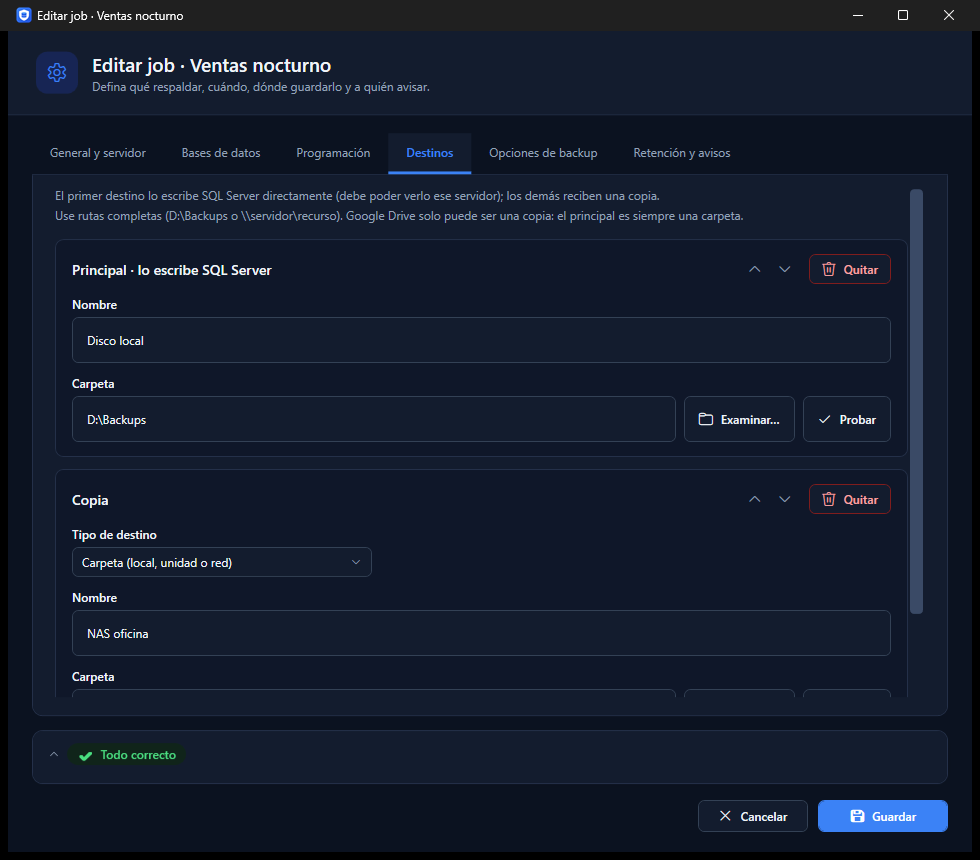 Editar job · Ventas nocturno
Editar job · Ventas nocturno
Defina qué respaldar, cuándo, dónde guardarlo y a quién avisar.
General y servidor
Bases de datos
Programación
Destinos
Opciones de backup
Retención y avisos
El primer destino lo escribe SQL Server directamente (debe poder verlo ese servidor); los demás reciben una copia.
Use rutas completas (D:\Backups o \\servidor\recurso). Google Drive solo puede ser una copia: el principal es siempre una carpeta.
Principal · lo escribe SQL Server
Quitar
Nombre
Disco local
Carpeta
D:\Backups
Examinar...
Probar
Copia
Quitar
Tipo de destino
Carpeta (local, unidad o red)
Nombre
NAS oficina
Carpeta
Todo correcto
Cancelar
Guardar